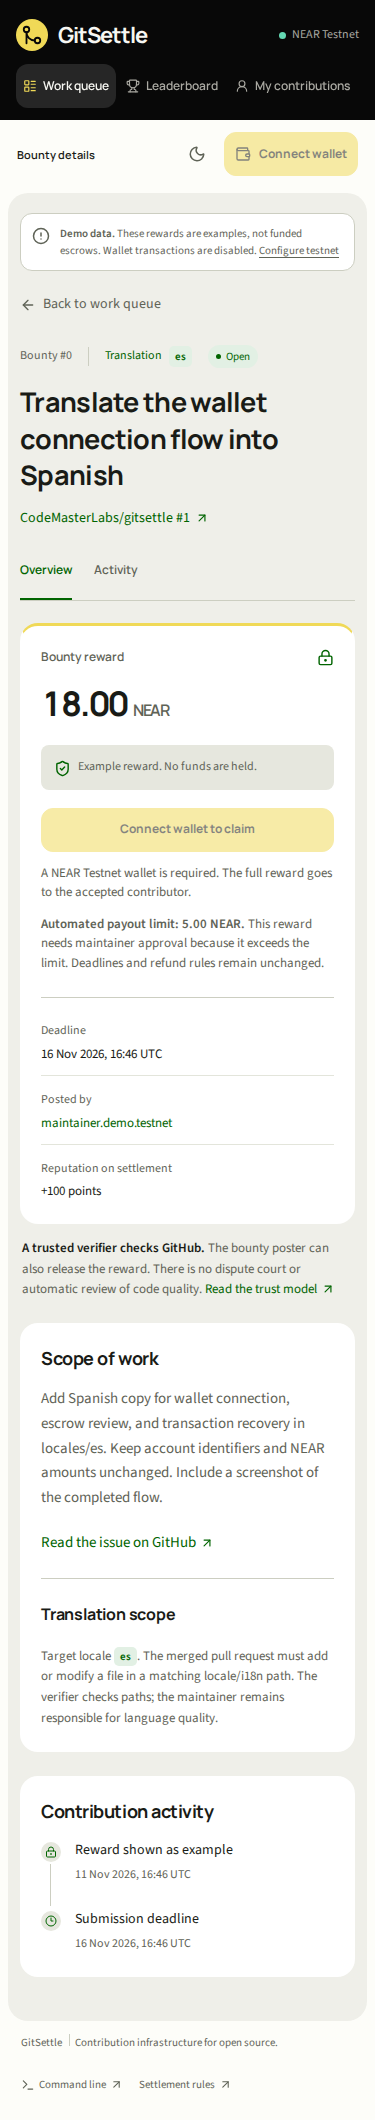 GitSettle
NEAR Testnet
Work queue
Leaderboard
My contributions
Bounty details
Connect wallet
Demo data. These rewards are examples, not funded
escrows. Wallet transactions are disabled. Configure testnet
Back to work queue
Bounty #0
Translation es
Open
Translate the wallet
connection flow into
Spanish
CodeMasterLabs/gitsettle #1
Overview
Activity
Bounty reward
18.00 NEAR
Example reward. No funds are held.
Connect wallet to claim
A NEAR Testnet wallet is required. The full reward goes
to the accepted contributor.
Automated payout limit: 5.00 NEAR. This reward
needs maintainer approval because it exceeds the
limit. Deadlines and refund rules remain unchanged.
Deadline
16 Nov 2026, 16:46 UTC
Posted by
maintainer.demo.testnet
Reputation on settlement
+100 points
A trusted verifier checks GitHub. The bounty poster can
also release the reward. There is no dispute court or
automatic review of code quality. Read the trust model
Scope of work
Add Spanish copy for wallet connection,
escrow review, and transaction recovery in
locales/es. Keep account identifiers and NEAR
amounts unchanged. Include a screenshot of
the completed flow.
Read the issue on GitHub
Translation scope
Target locale es. The merged pull request must add
or modify a file in a matching locale/i18n path. The
verifier checks paths; the maintainer remains
responsible for language quality.
Contribution activity
Reward shown as example
11 Nov 2026, 16:46 UTC
Submission deadline
16 Nov 2026, 16:46 UTC
GitSettle
Contribution infrastructure for open source.
Command line
Settlement rules